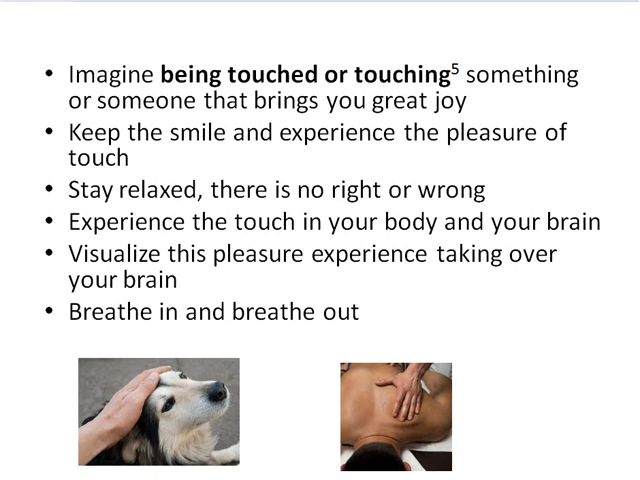 • Imagine being touched or touching⁵ something
or someone that brings you great joy
• Keep the smile and experience the pleasure of
touch
• Stay relaxed, there is no right or wrong
• Experience the touch in your body and your brain
• Visualize this pleasure experience taking over
your brain
• Breathe in and breathe out